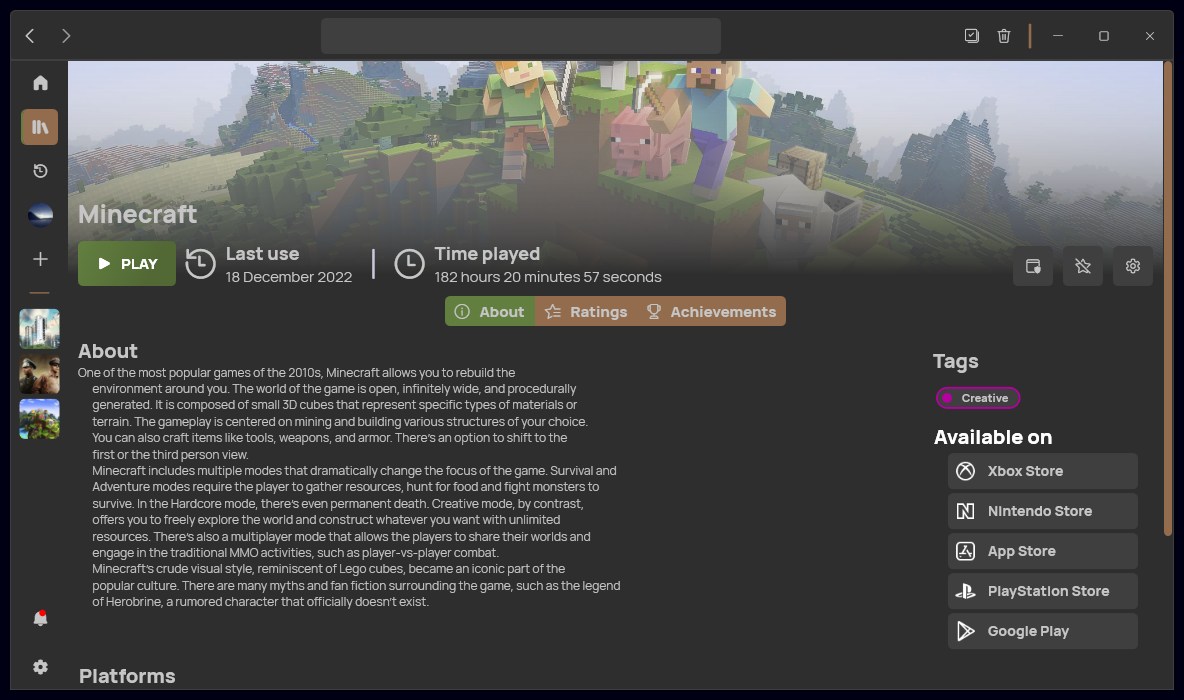 Minecraft
PLAY
Last use
18 December 2022
Time played
182 hours 20 minutes 57 seconds
About
Ratings
Achievements
About
One of the most popular games of the 2010s, Minecraft allows you to rebuild the
environment around you. The world of the game is open, infinitely wide, and procedurally
generated. It is composed of small 3D cubes that represent specific types of materials or
terrain. The gameplay is centered on mining and building various structures of your choice.
You can also craft items like tools, weapons, and armor. There's an option to shift to the
first or the third person view.
Minecraft includes multiple modes that dramatically change the focus of the game. Survival and
Adventure modes require the player to gather resources, hunt for food and fight monsters to
survive. In the Hardcore mode, there's even permanent death. Creative mode, by contrast,
offers you to freely explore the world and construct whatever you want with unlimited
resources. There's also a multiplayer mode that allows the players to share their worlds and
engage in the traditional MMO activities, such as player-vs-player combat.
Minecraft's crude visual style, reminiscent of Lego cubes, became an iconic part of the
popular culture. There are many myths and fan fiction surrounding the game, such as the legend
of Herobrine, a rumored character that officially doesn't exist.
Platforms
Tags
Creative
Available on
Xbox Store
Nintendo Store
App Store
PlayStation Store
Google Play